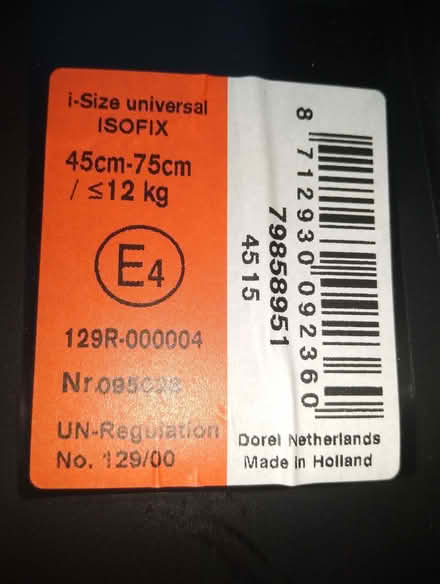 i-Size universal
ISOFIX
45cm-75cm
/ ≤12 kg
E4
129R-000004
UN-Regulation
No. 129/00
8 712930 092360
79858951
4515
Dorel Netherlands
Made in Holland